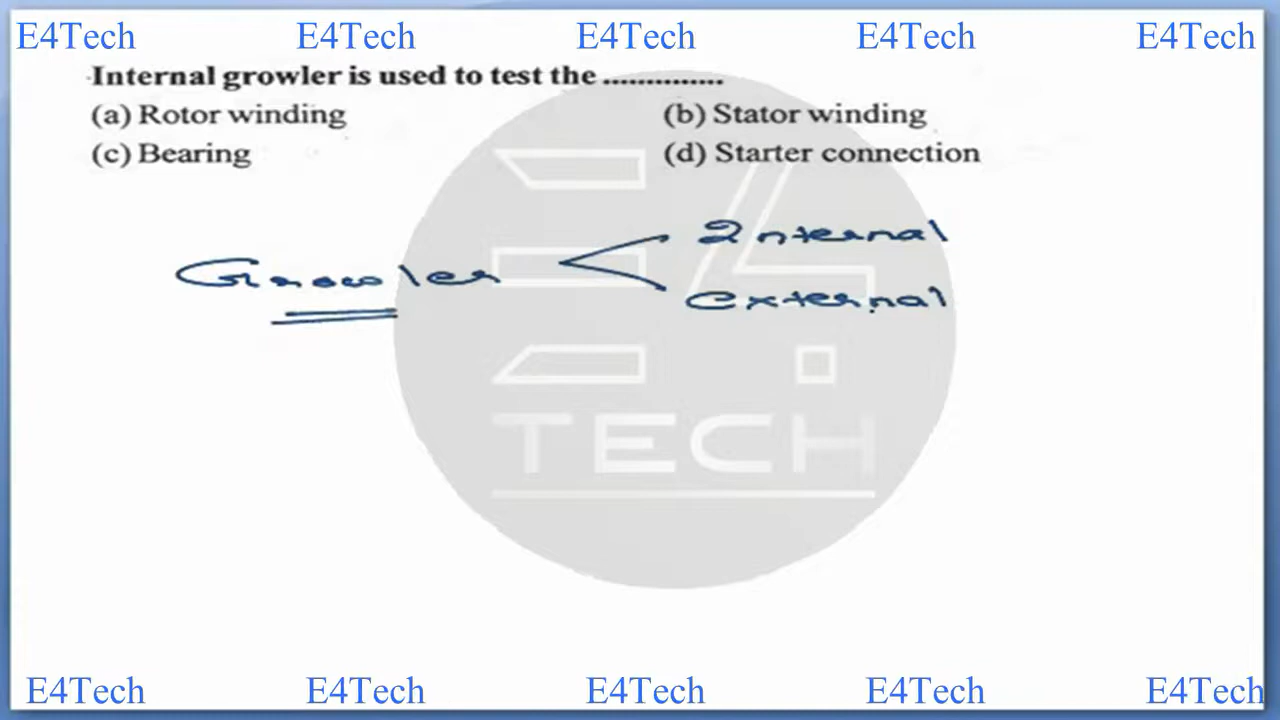 E4Tech E4Tech E4Tech E4Tech E4Tech
Internal growler is used to test the ..............
(a) Rotor winding (b) Stator winding
(c) Bearing (d) Starter connection
Internal
Growler
external
TECH
E4Tech E4Tech E4Tech E4Tech E4Tech